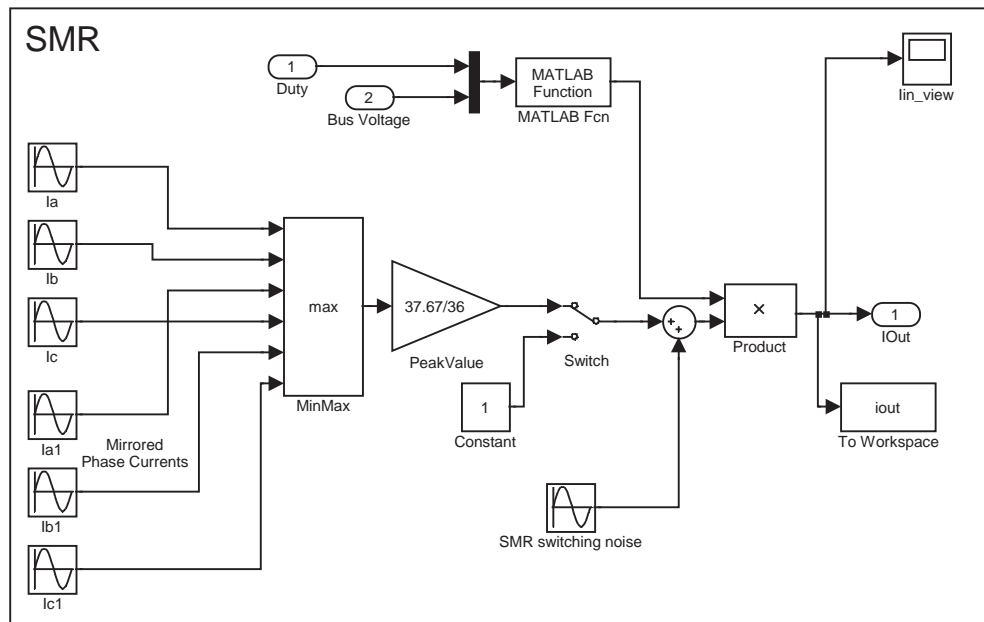 SMR
1
Duty
2
Bus Voltage
MATLAB
Function
MATLAB Fcn
Iin_view
Ia
Ib
Ic
Ia1
Ib1
Ic1
Mirrored
Phase Currents
max
MinMax
37.67/36
PeakValue
1
Constant
Switch
SMR switching noise
+
+
×
Product
1
IOut
iout
To Workspace